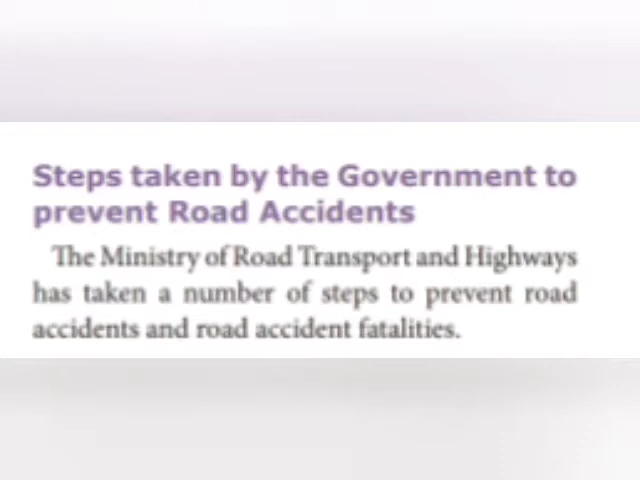 Steps taken by the Government to
prevent Road Accidents
The Ministry of Road Transport and Highways
has taken a number of steps to prevent road
accidents and road accident fatalities.